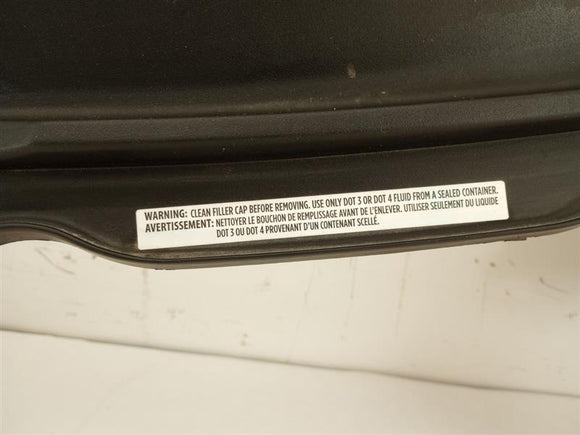 WARNING: CLEAN FILLER CAP BEFORE REMOVING. USE ONLY DOT 3 OR DOT 4 FLUID FROM A SEALED CONTAINER.
AVERTISSEMENT: NETTOYER LE BOUCHON DE REMPLISSAGE AVANT DE L'ENLEVER. UTILISER SEULEMENT DU LIQUIDE
DOT 3 OU DOT 4 PROVENANT D'UN CONTENANT SCELLÉ.